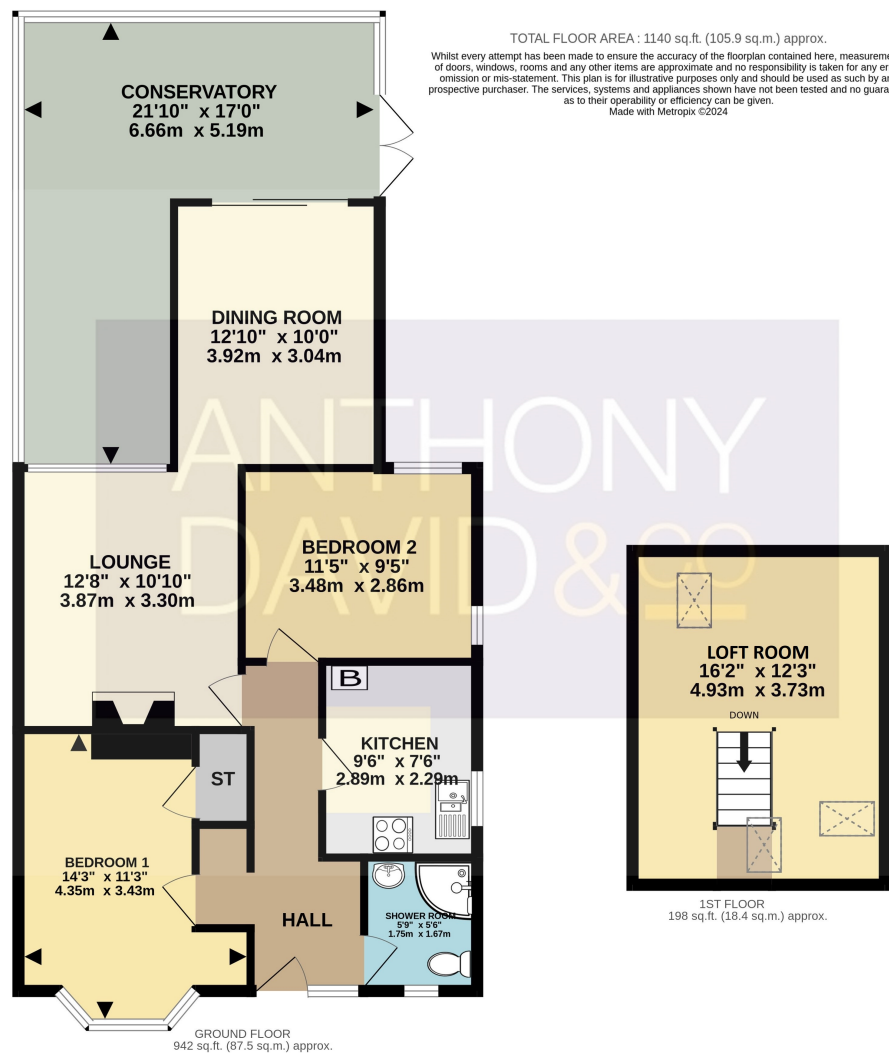 TOTAL FLOOR AREA : 1140 sq.ft. (105.9 sq.m.) approx.
Whilst every attempt has been made to ensure the accuracy of the floorplan contained here, measureme
of doors, windows, rooms and any other items are approximate and no responsibility is taken for any er
omission or mis-statement. This plan is for illustrative purposes only and should be used as such by an
prospective purchaser. The services, systems and appliances shown have not been tested and no guara
as to their operability or efficiency can be given.
Made with Metropix ©2024
CONSERVATORY
21'10" x 17'0"
6.66m x 5.19m
DINING ROOM
12'10" x 10'0"
3.92m x 3.04m
ANTHONY
DAVID & CO
LOUNGE
12'8" x 10'10"
3.87m x 3.30m
BEDROOM 2
11'5" x 9'5"
3.48m x 2.86m
LOFT ROOM
16'2" x 12'3"
4.93m x 3.73m
DOWN
B
KITCHEN
9'6" x 7'6"
2.89m x 2.29m
ST
BEDROOM 1
14'3" x 11'3"
4.35m x 3.43m
HALL
SHOWER ROOM
5'9" x 5'6"
1.75m x 1.67m
1ST FLOOR
198 sq.ft. (18.4 sq.m.) approx.
GROUND FLOOR
942 sq.ft. (87.5 sq.m.) approx.